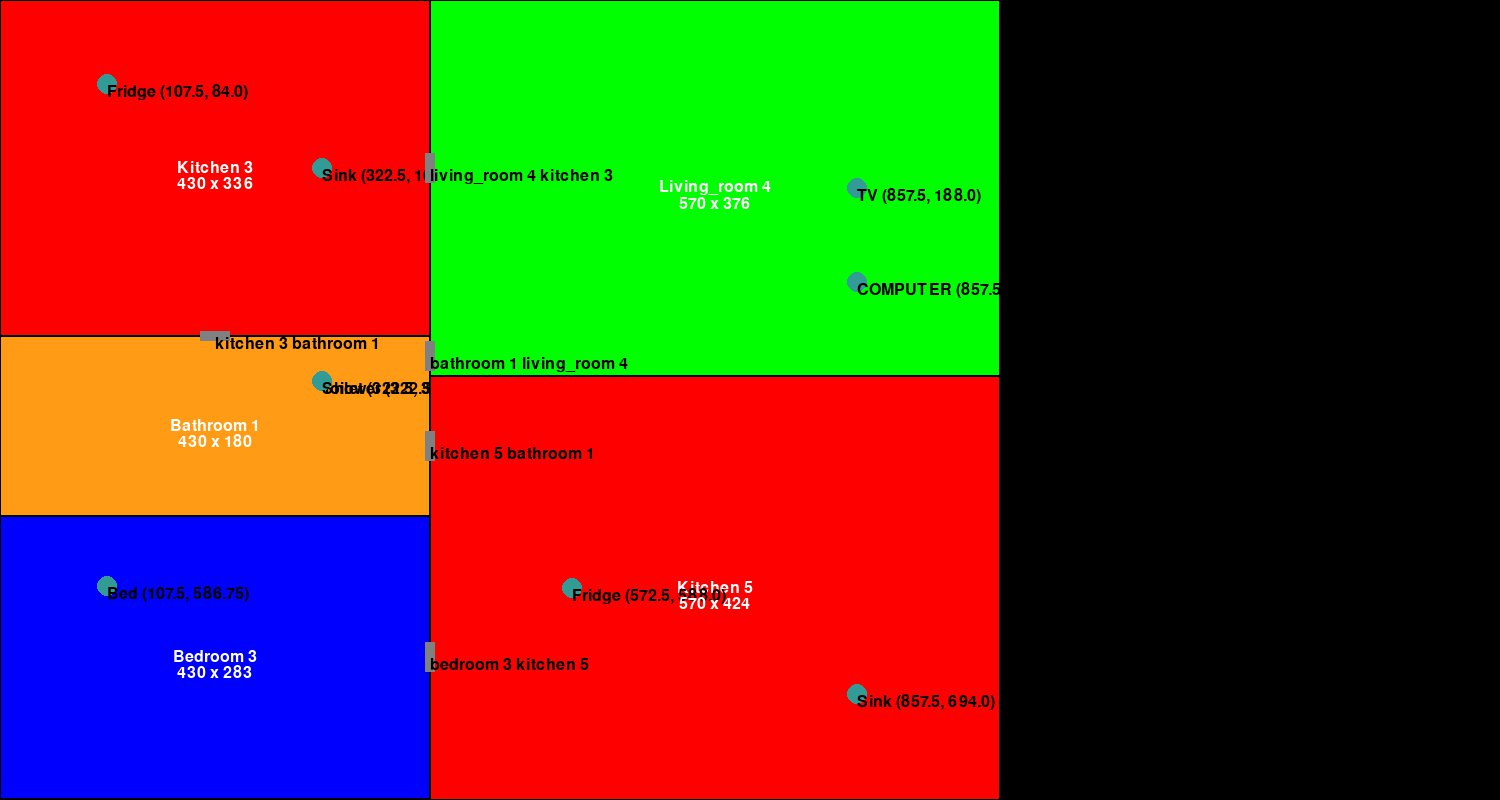 Fridge (107.5, 84.0)
Kitchen 3
430 x 336
Sink (322.5,
living_room 4 kitchen 3
Living_room 4
570 x 376
TV (857.5, 188.0)
COMPUTER (857.5
kitchen 3 bathroom 1
bathroom 1 living_room 4
Bathroom 1
430 x 180
kitchen 5 bathroom 1
Bed (107.5, 586.75)
Fridge (572.5,
Kitchen 5
570 x 424
Bedroom 3
430 x 283
bedroom 3 kitchen 5
Sink (857.5, 694.0)